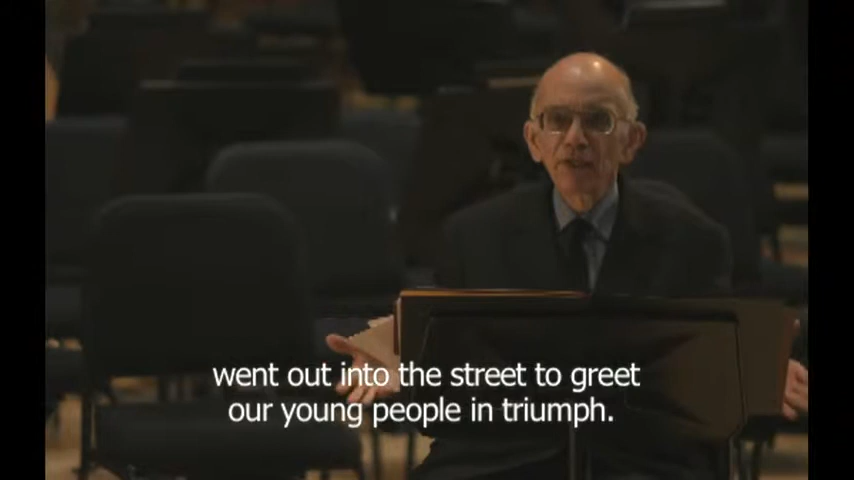 went out into the street to greet
our young people in triumph.